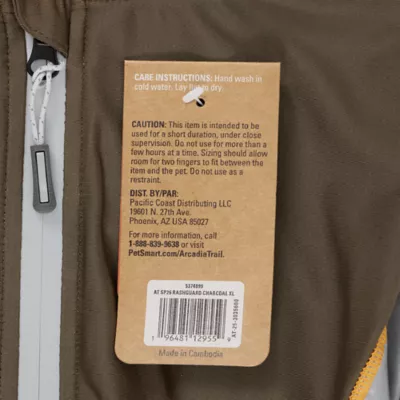 CARE INSTRUCTIONS: Hand wash in
cold water. Lay flat to dry.
CAUTION: This item is intended to be
used for a short duration, under close
supervision. Do not use for more than a
few hours at a time. Sizing should allow
room for two fingers to fit between the
item and the pet. Do not use as a
restraint.
DIST. BY/PAR:
Pacific Coast Distributing LLC
19601 N. 27th Ave.
Phoenix, AZ USA 85027
For more information, call
1-888-839-9638 or visit
PetSmart.com/ArcadiaTrail.
AT SP25 RAINGUARD CHARCOAL XL
1 96481 12955
Made in Cambodia